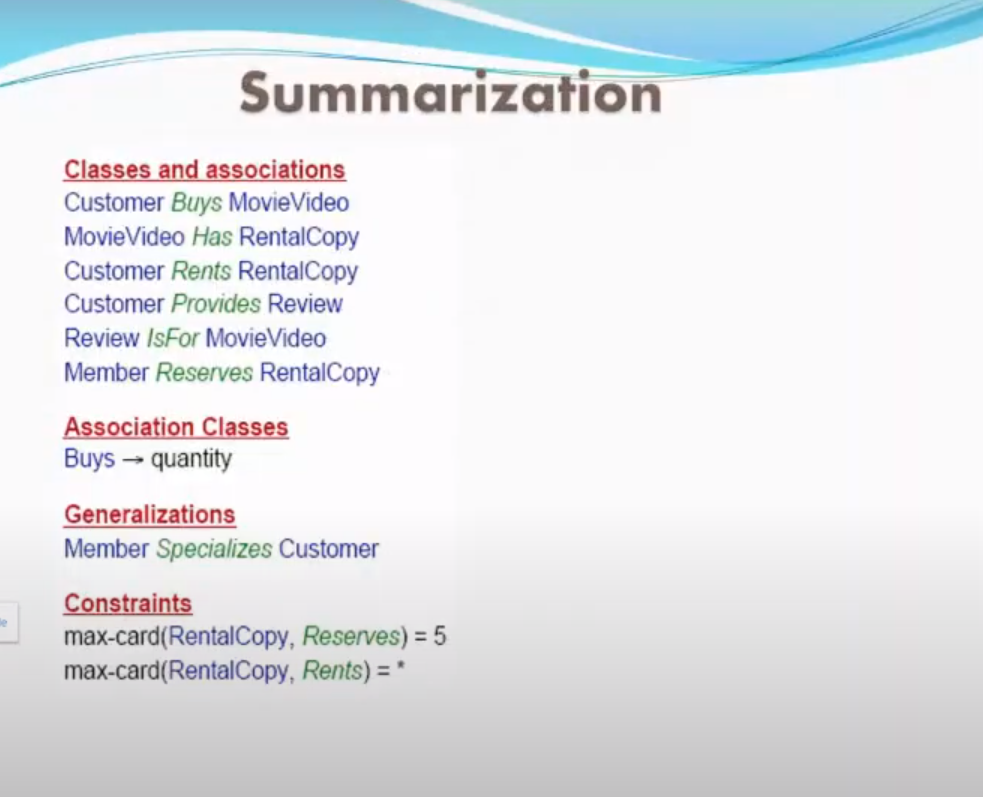 Summarization
Classes and associations
Customer Buys MovieVideo
MovieVideo Has RentalCopy
Customer Rents RentalCopy
Customer Provides Review
Review IsFor MovieVideo
Member Reserves RentalCopy
Association Classes
Buys → quantity
Generalizations
Member Specializes Customer
Constraints
max-card(RentalCopy, Reserves) = 5
max-card(RentalCopy, Rents) = *